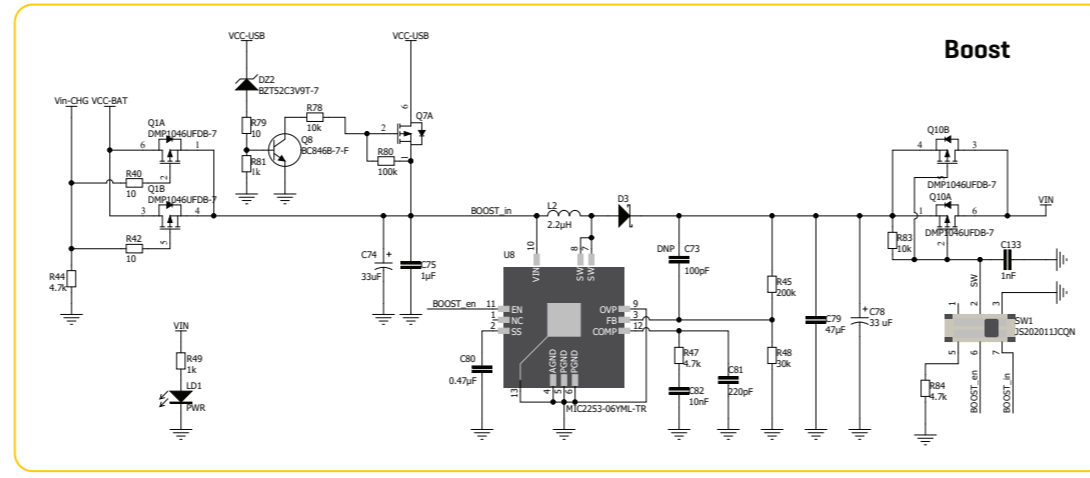 Boost
VCC-USB
VCC-USB
DZ2
BZT52C3V9T-7
Vin-CHG VCC-BAT
Q1A
DMP1046UFDB-7
6
1
2
R40
10
Q1B
DMP1046UFDB-7
3
4
5
R42
10
R44
4.7k
R79
10
R81
1k
Q8
BC846B-7-F
R78
10k
6
Q7A
2
1
R80
100k
BOOST_in
L2
2.2µH
D3
C74
33uF
+
C75
1µF
U8
10
8
7
VIN
SW
SW
BOOST_en
11
EN
1
NC
2
SS
OVP
9
FB
3
COMP
12
AGND
PGND
PGND
13
4
5
6
MIC2253-06YML-TR
C80
0.47µF
DNP
C73
100pF
R45
200k
R47
4.7k
C82
10nF
C81
220pF
R48
30k
C79
47µF
+
C78
33 uF
Q10B
4
3
5
DMP1046UFDB-7
Q10A
1
6
DMP1046UFDB-7
2
VIN
R83
10k
C133
1nF
SW
1
2
3
SW1
JS202011JCQN
5
6
7
R84
4.7k
BOOST_en
BOOST_in
VIN
R49
1k
LD1
PWR